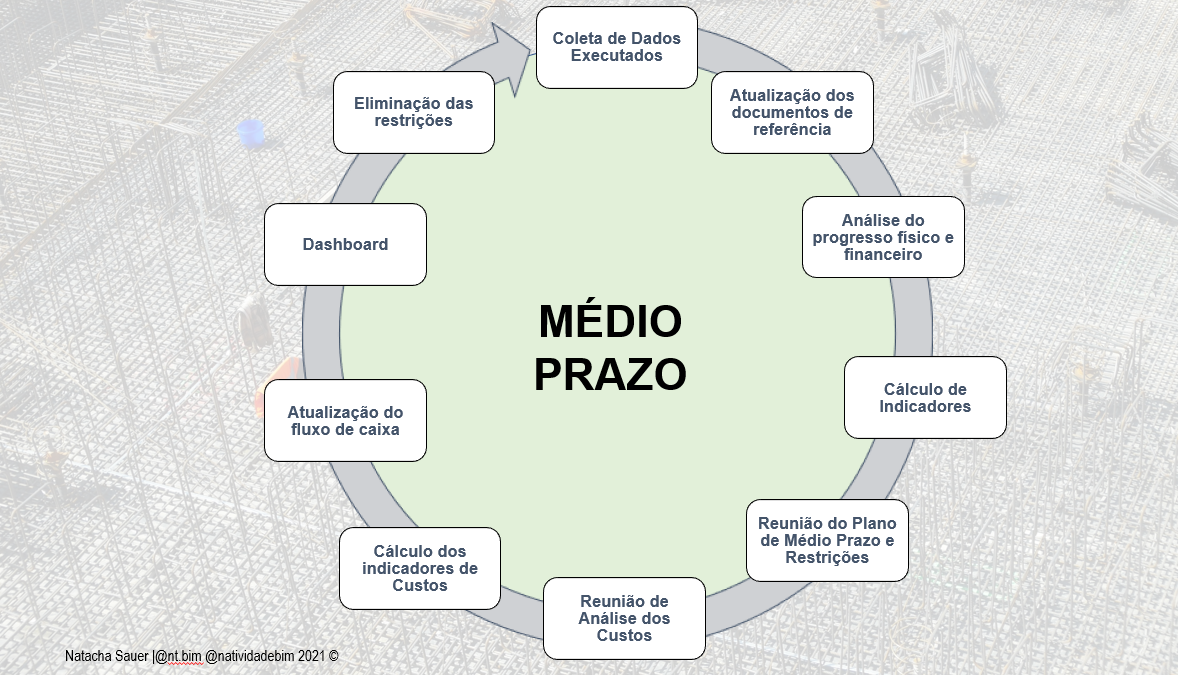 Coleta de Dados
Executados
Atualização dos
documentos de
referência
Análise do
progresso físico e
financeiro
Cálculo de
Indicadores
Reunião do Plano
de Médio Prazo e
Restrições
Reunião de
Análise dos
Custos
Cálculo dos
indicadores de
Custos
Atualização do
fluxo de caixa
Dashboard
Eliminação das
restrições
MÉDIO
PRAZO
Natacha Sauer |@nt.bim @natividadebim 2021 ©